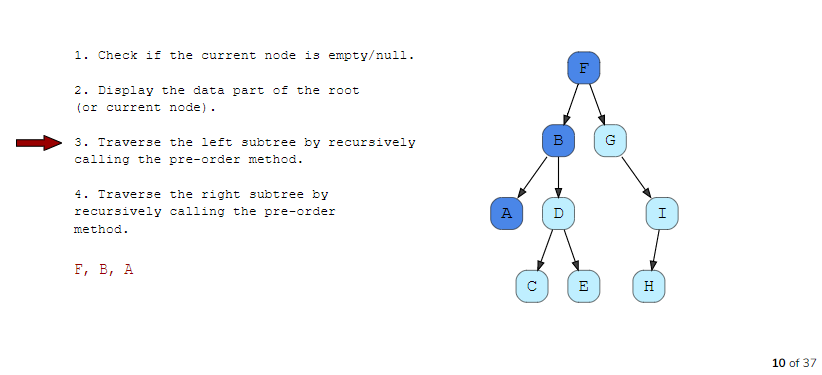 1. Check if the current node is empty/null.
2. Display the data part of the root
(or current node).
3. Traverse the left subtree by recursively
calling the pre-order method.
4. Traverse the right subtree by
recursively calling the pre-order
method.
F, B, A
F
B G
A D I
C E H
10 of 37